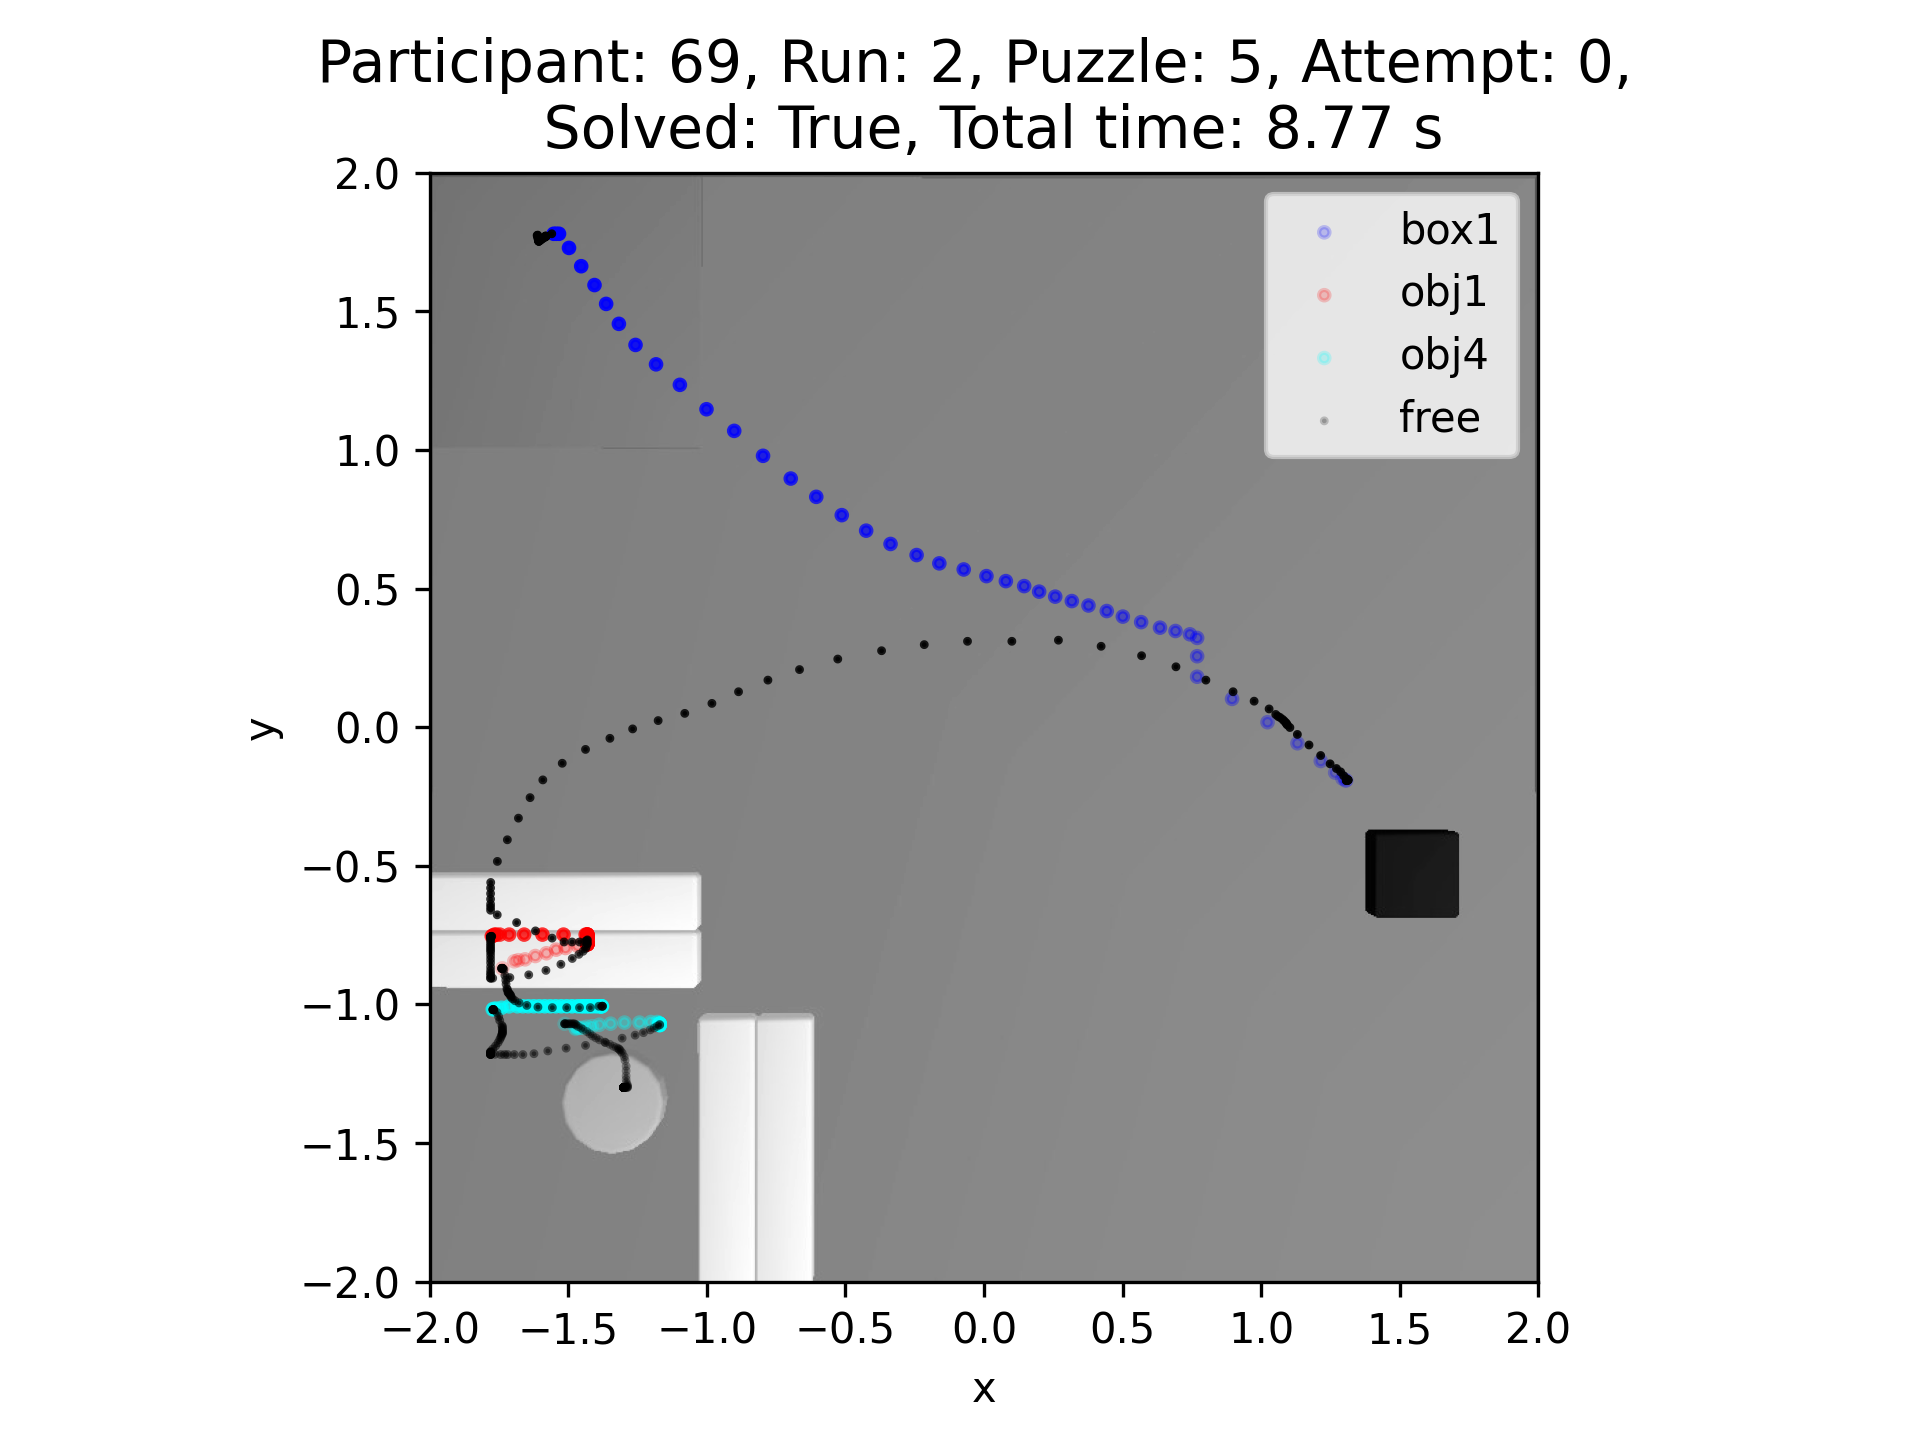 Participant: 69, Run: 2, Puzzle: 5, Attempt: 0,
Solved: True, Total time: 8.77 s
2.0
1.5
1.0
0.5
0.0
−0.5
−1.0
−1.5
−2.0
y
box1
obj1
obj4
free
−2.0 −1.5 −1.0 −0.5 0.0 0.5 1.0 1.5 2.0
x